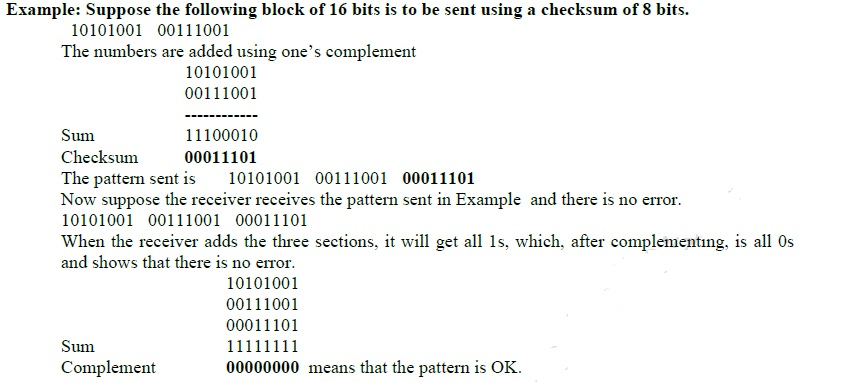 Example: Suppose the following block of 16 bits is to be sent using a checksum of 8 bits.
10101001 00111001
The numbers are added using one's complement
10101001
00111001
------------
Sum 11100010
Checksum 00011101
The pattern sent is 10101001 00111001 00011101
Now suppose the receiver receives the pattern sent in Example and there is no error.
10101001 00111001 00011101
When the receiver adds the three sections, it will get all 1s, which, after complementing, is all 0s
and shows that there is no error.
10101001
00111001
00011101
Sum 11111111
Complement 00000000 means that the pattern is OK.